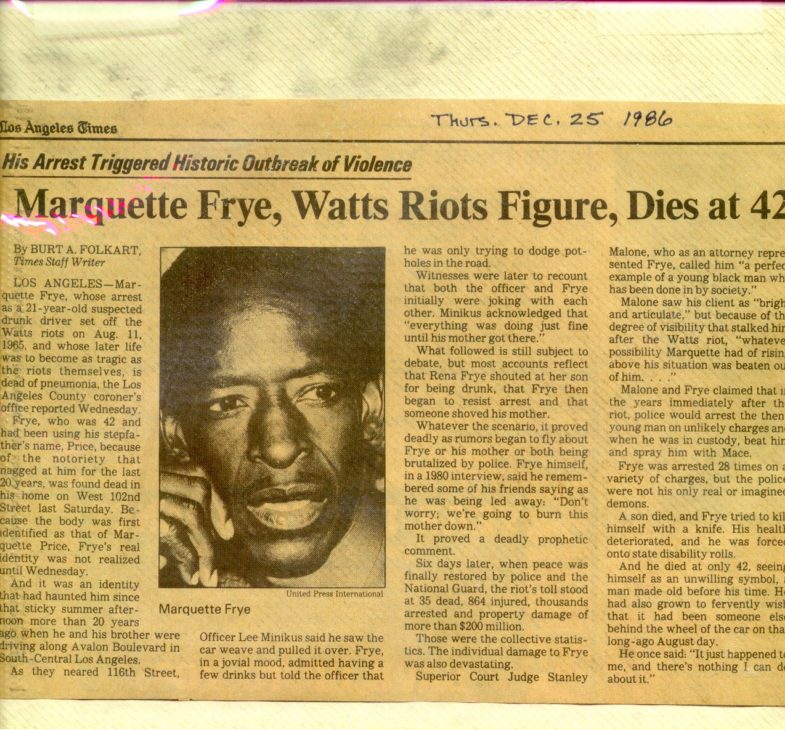 Los Angeles Times
Thurs. DEC. 25 1986
His Arrest Triggered Historic Outbreak of Violence
Marquette Frye, Watts Riots Figure, Dies at 42
By BURT A. FOLKART,
Times Staff Writer
LOS ANGELES—Mar-
quette Frye, whose arrest
as a 21-year-old suspected
drunk driver set off the
Watts riots on Aug. 11,
1965, and whose later life
was to become as tragic as
the riots themselves, is
dead of pneumonia, the Los
Angeles County coroner's
office reported Wednesday.
Frye, who was 42 and
had been using his stepfa-
ther's name, Price, because
of the notoriety that
nagged at him for the last
20 years, was found dead in
his home on West 102nd
Street last Saturday. Be-
cause the body was first
identified as that of Mar-
quette Price, Frye's real
identity was not realized
until Wednesday.
And it was an identity
that had haunted him since
that sticky summer after-
noon more than 20 years
ago when he and his brother were
driving along Avalon Boulevard in
South-Central Los Angeles.
As they neared 116th Street,
United Press International
Marquette Frye
Officer Lee Minikus said he saw the
car weave and pulled it over. Frye,
in a jovial mood, admitted having a
few drinks but told the officer that
he was only trying to dodge pot-
holes in the road.
Witnesses were later to recount
that both the officer and Frye
initially were joking with each
other. Minikus acknowledged that
"everything was doing just fine
until his mother got there."
What followed is still subject to
debate, but most accounts reflect
that Rena Frye shouted at her son
for being drunk, that Frye then
began to resist arrest and that
someone shoved his mother.
Whatever the scenario, it proved
deadly as rumors began to fly about
Frye or his mother or both being
brutalized by police. Frye himself,
in a 1980 interview, said he remem-
bered some of his friends saying as
he was being led away: "Don't
worry; we're going to burn this
mother down."
It proved a deadly prophetic
comment.
Six days later, when peace was
finally restored by police and the
National Guard, the riot's toll stood
at 35 dead, 864 injured, thousands
arrested and property damage of
more than $200 million.
Those were the collective statis-
tics. The individual damage to Frye
was also devastating.
Superior Court Judge Stanley
Malone, who as an attorney repre
sented Frye, called him "a perfec
example of a young black man wh
has been done in by society."
Malone saw his client as "brigh
and articulate," but because of th
degree of visibility that stalked him
after the Watts riot, "whateve
possibility Marquette had of risin
above his situation was beaten ou
of him. . . ."
Malone and Frye claimed that i
the years immediately after th
riot, police would arrest the then
young man on unlikely charges and
when he was in custody, beat him
and spray him with Mace.
Frye was arrested 28 times on a
variety of charges, but the police
were not his only real or imagined
demons.
A son died, and Frye tried to kil
himself with a knife. His health
deteriorated, and he was forced
onto state disability rolls.
And he died at only 42, seeing
himself as an unwilling symbol,
man made old before his time. H
had also grown to fervently wish
that it had been someone els
behind the wheel of the car on tha
long-ago August day.
He once said: "It just happened t
me, and there's nothing I can d
about it."